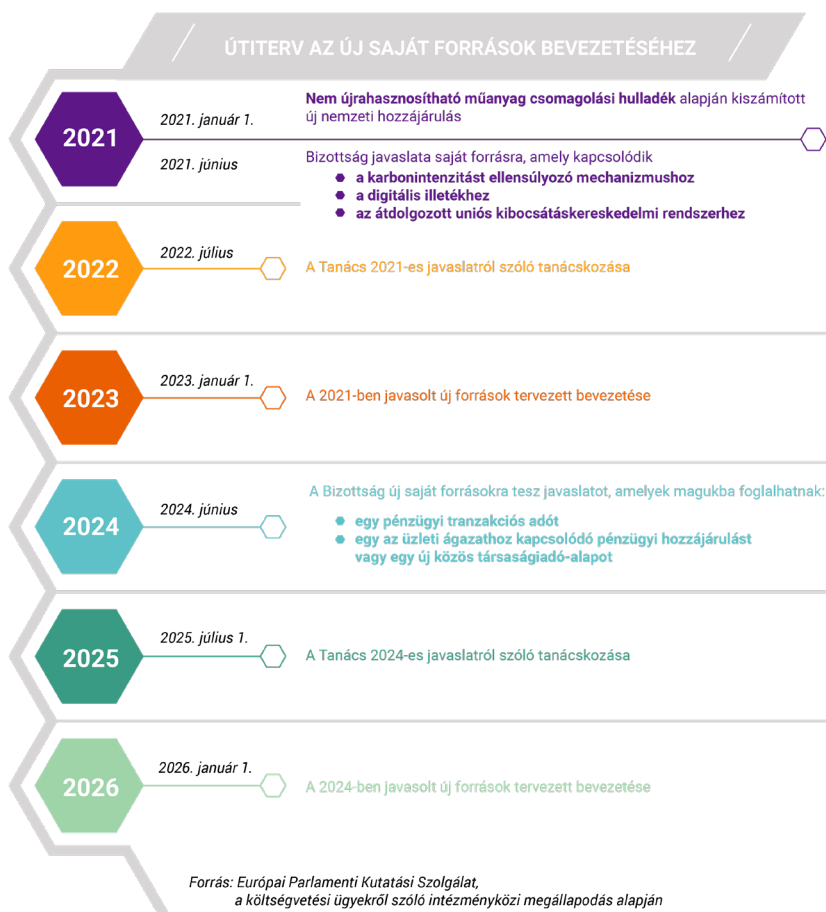 ÚTITERV AZ ÚJ SAJÁT FORRÁSOK BEVEZETÉSÉHEZ
2021
2021. január 1.
Nem újrahasznosítható műanyag csomagolási hulladék alapján kiszámított
új nemzeti hozzájárulás
2021. június
Bizottság javaslata saját forrásra, amely kapcsolódik
a karbonintenzitást ellensúlyozó mechanizmushoz
a digitális illetékhez
az átdolgozott uniós kibocsátáskereskedelmi rendszerhez
2022
2022. július
A Tanács 2021-es javaslatról szóló tanácskozása
2023
2023. január 1.
A 2021-ben javasolt új források tervezett bevezetése
2024
2024. június
A Bizottság új saját forrásokra tesz javaslatot, amelyek magukba foglalhatnak:
egy pénzügyi tranzakciós adót
egy az üzleti ágazathoz kapcsolódó pénzügyi hozzájárulást
vagy egy új közös társaságiadó-alapot
2025
2025. július 1.
A Tanács 2024-es javaslatról szóló tanácskozása
2026
2026. január 1.
A 2024-ben javasolt új források tervezett bevezetése
Forrás: Európai Parlamenti Kutatási Szolgálat,
a költségvetési ügyekről szóló intézményközi megállapodás alapján